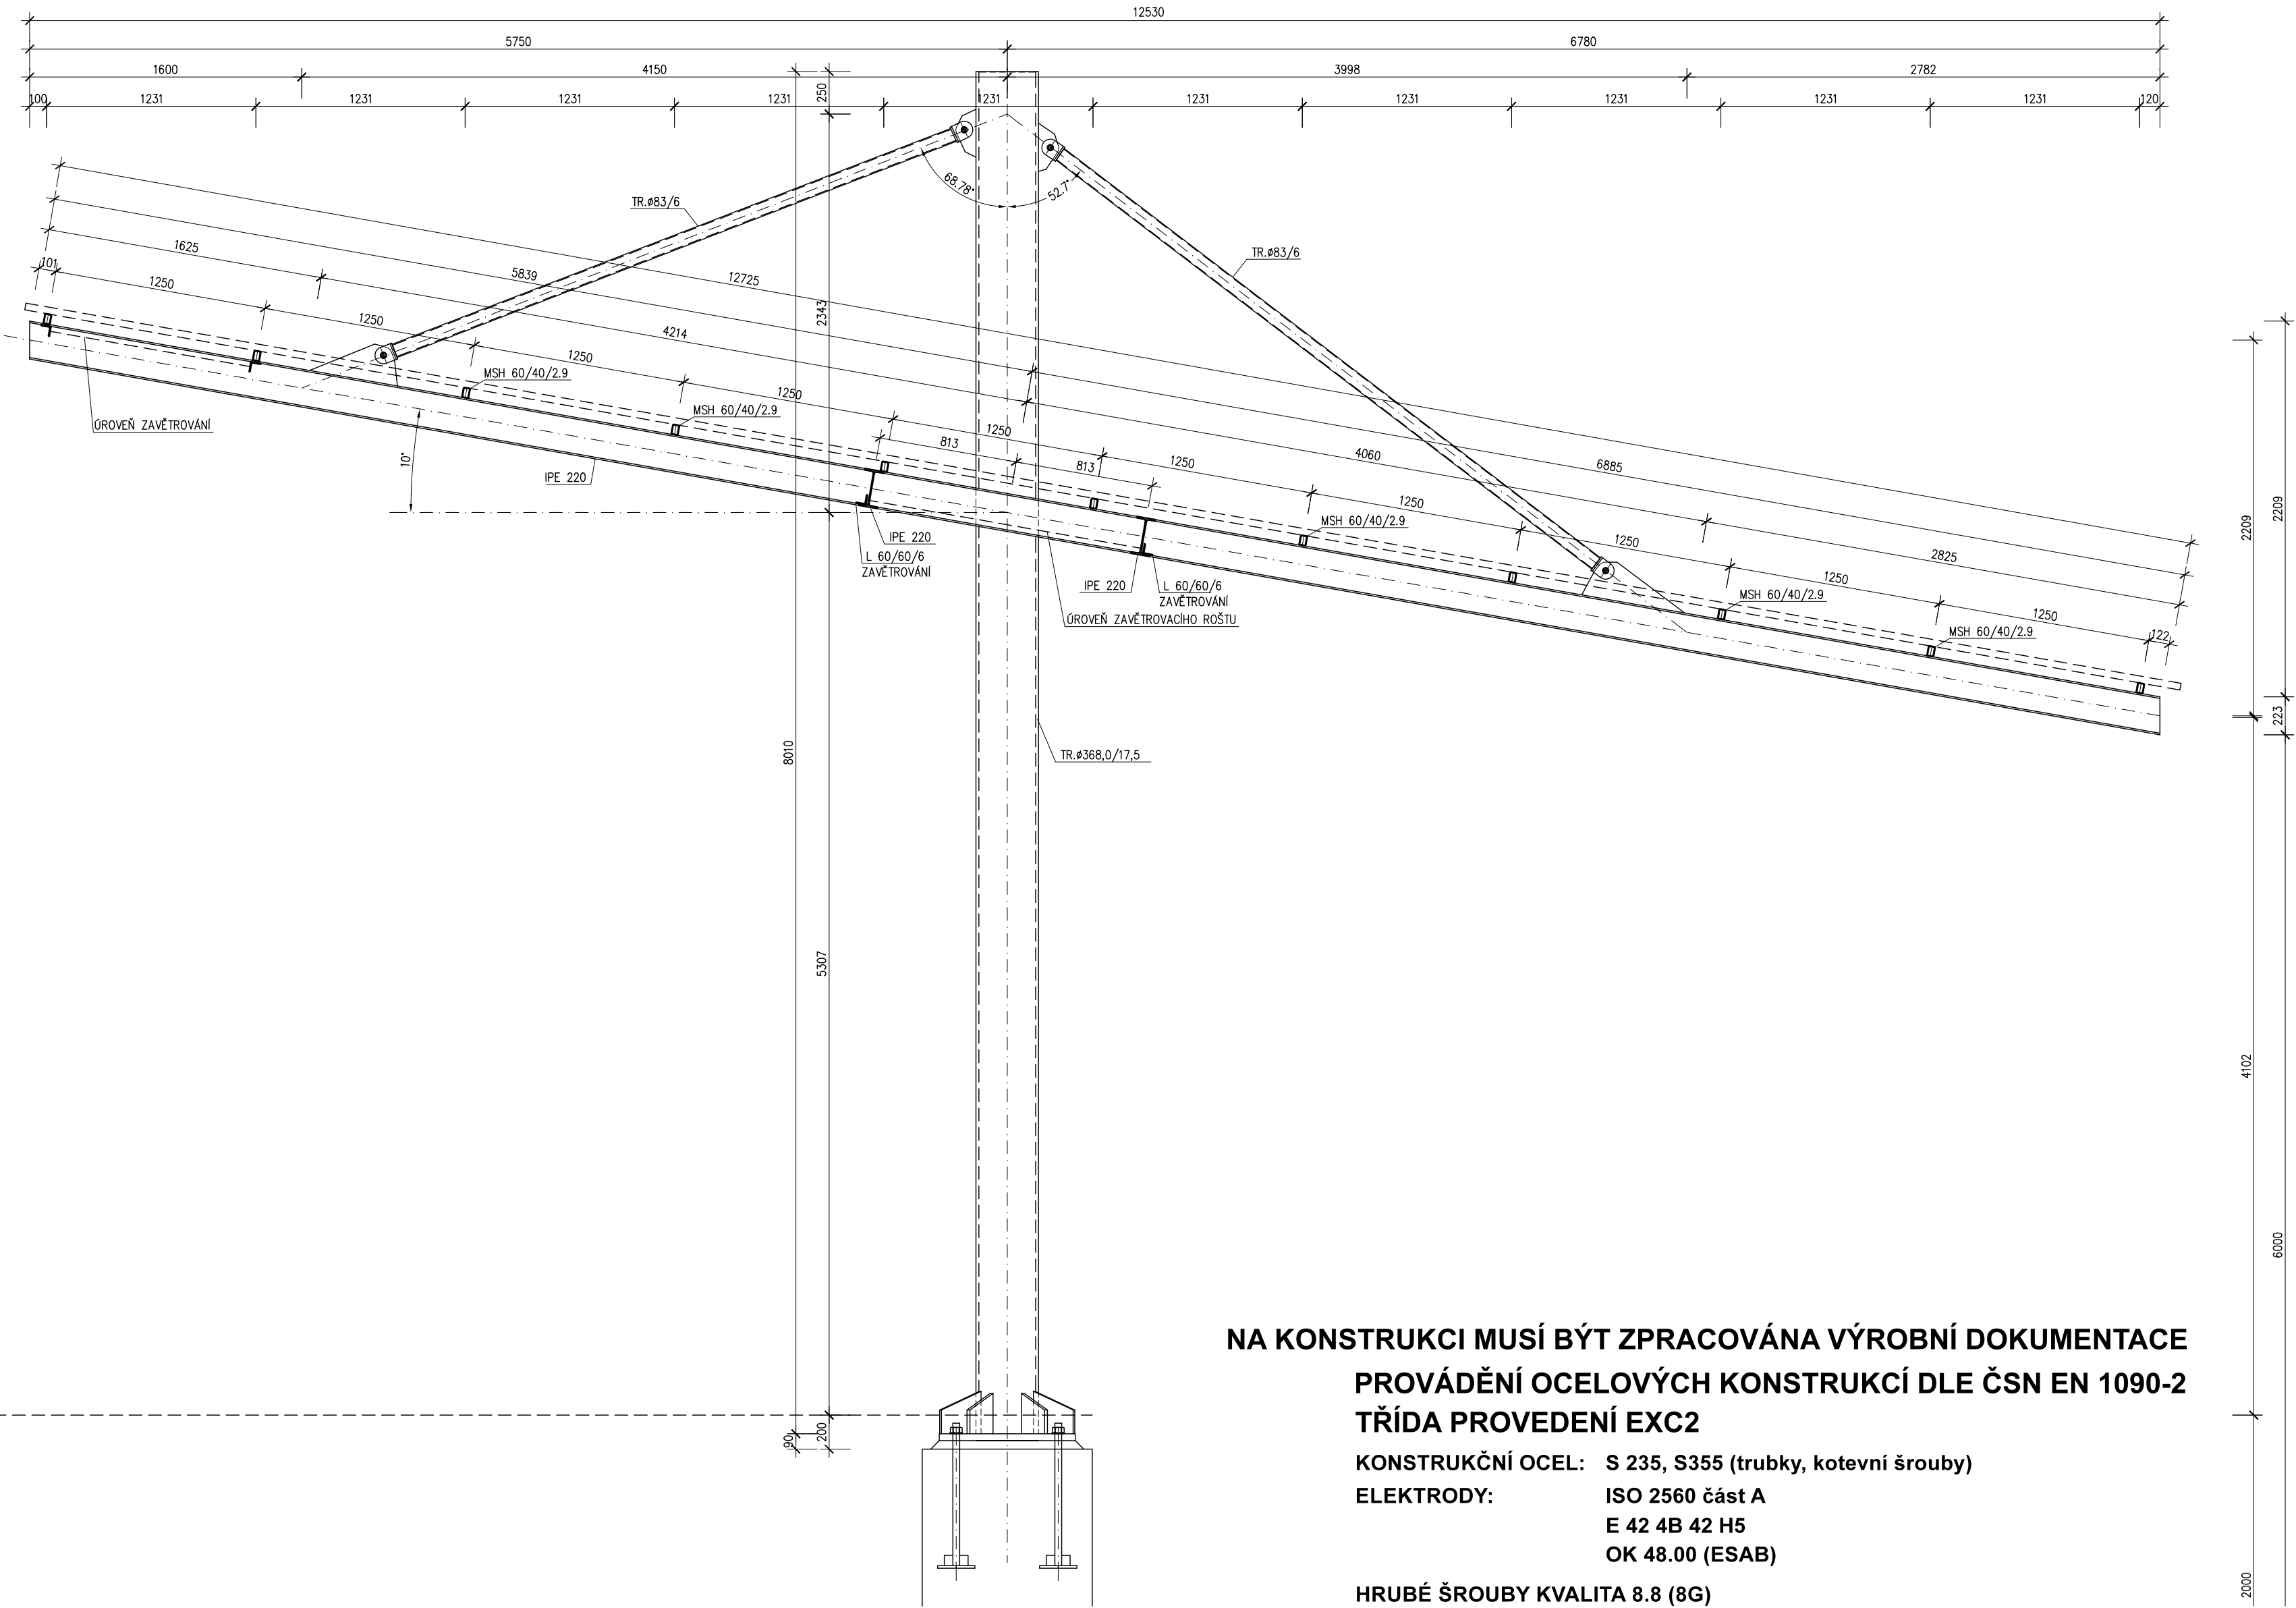 12530
5750 6780
1600 4150 3998 2782
100 1231 1231 1231 1231 1231 1231 1231 1231 1231 1231 120
250
68.78° 52.7°
TR.ø83/6
TR.ø83/6
1625
5839
12725
101
1250 1250 1250 1250 1250 1250 1250 1250 1250 1250
4214
2343
813 813
4060
6885
2825
122
MSH 60/40/2.9
MSH 60/40/2.9
MSH 60/40/2.9
MSH 60/40/2.9
MSH 60/40/2.9
ÚROVEŇ ZAVĚTROVÁNÍ
10°
IPE 220
IPE 220
L 60/60/6
ZAVĚTROVÁNÍ
IPE 220
L 60/60/6
ZAVĚTROVÁNÍ
ÚROVEŇ ZAVĚTROVACÍHO ROŠTU
2209
2209
223
8010
TR.ø368,0/17,5
5307
4102
6000
90
200
2000
NA KONSTRUKCI MUSÍ BÝT ZPRACOVÁNA VÝROBNÍ DOKUMENTACE
PROVÁDĚNÍ OCELOVÝCH KONSTRUKCÍ DLE ČSN EN 1090-2
TŘÍDA PROVEDENÍ EXC2
KONSTRUKČNÍ OCEL: S 235, S355 (trubky, kotevní šrouby)
ELEKTRODY: ISO 2560 část A
E 42 4B 42 H5
OK 48.00 (ESAB)
HRUBÉ ŠROUBY KVALITA 8.8 (8G)